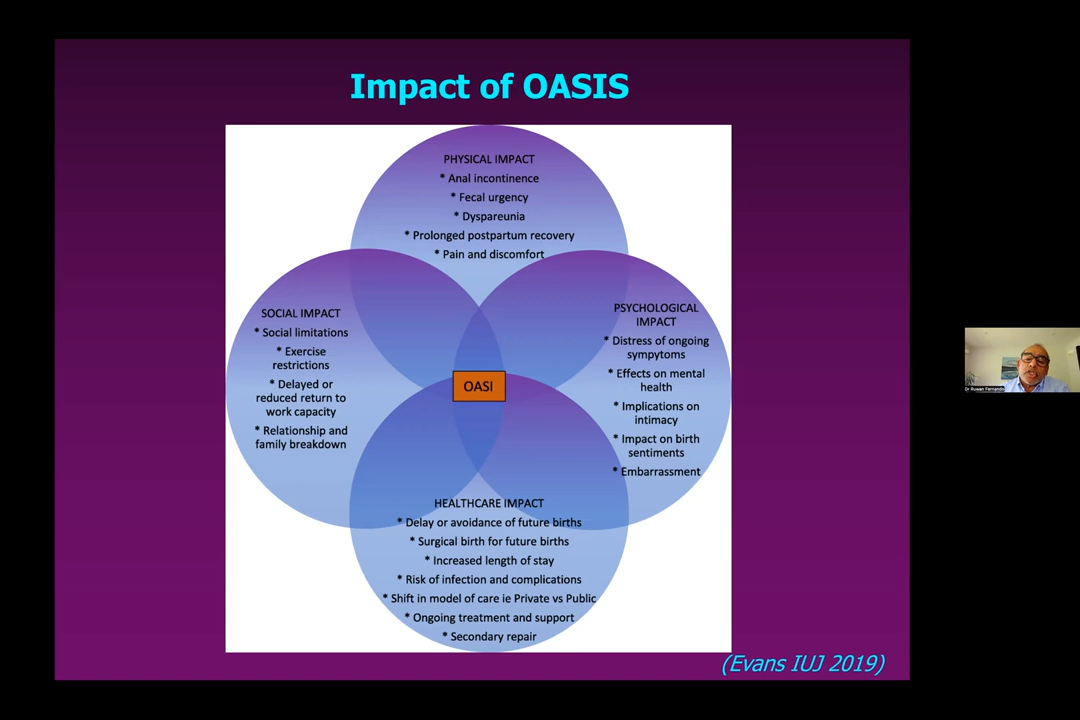 Impact of OASIS
PHYSICAL IMPACT
* Anal incontinence
* Fecal urgency
* Dyspareunia
* Prolonged postpartum recovery
* Pain and discomfort
SOCIAL IMPACT
* Social limitations
* Exercise
restrictions
* Delayed or
reduced return to
work capacity
* Relationship and
family breakdown
OASI
PSYCHOLOGICAL
IMPACT
* Distress of ongoing
sympytoms
* Effects on mental
health
* Implications on
intimacy
* Impact on birth
sentiments
* Embarrassment
HEALTHCARE IMPACT
* Delay or avoidance of future births
* Surgical birth for future births
* Increased length of stay
* Risk of infection and complications
* Shift in model of care ie Private vs Public
* Ongoing treatment and support
* Secondary repair
(Evans IUJ 2019)
Dr Ruwan Fernando